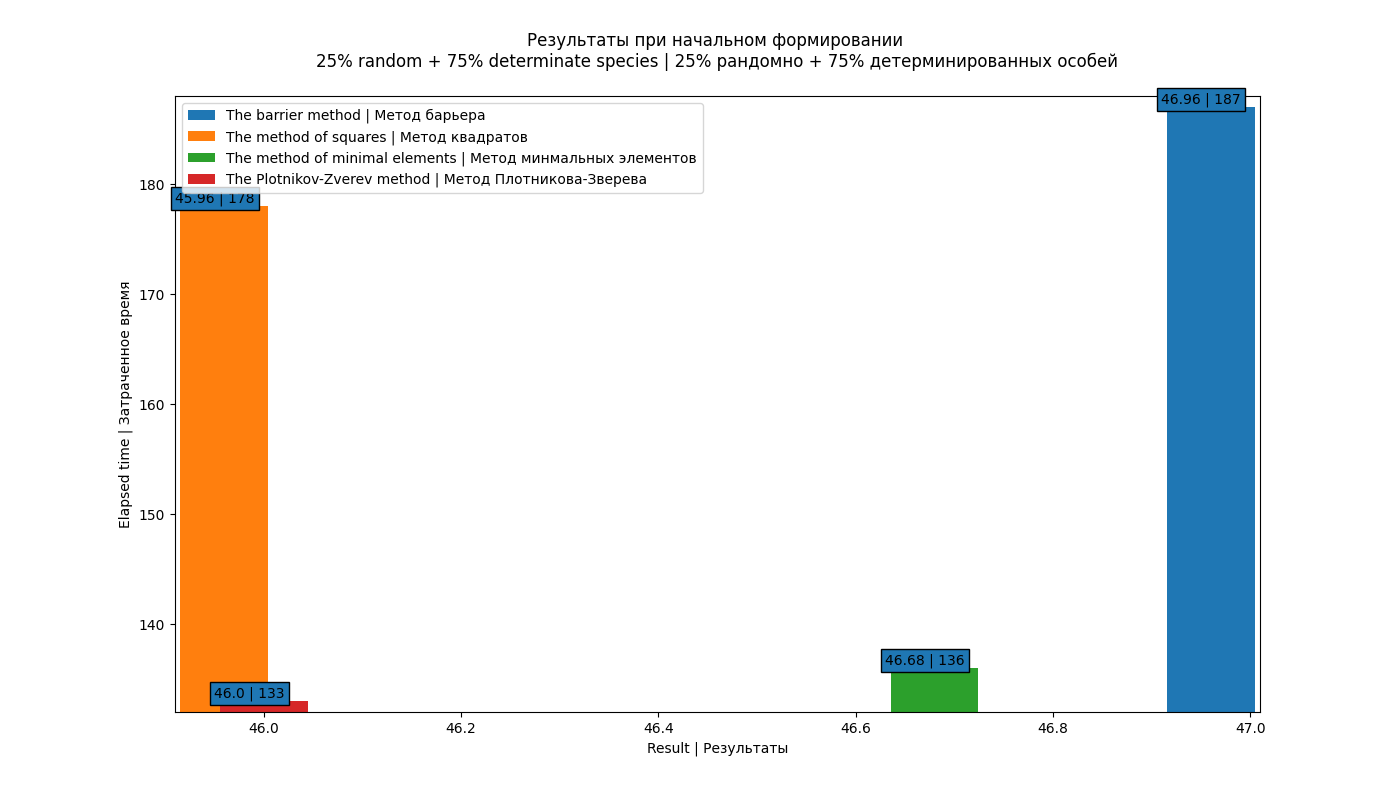 Результаты при начальном формировании
25% random + 75% determinate species | 25% рандомно + 75% детерминированных особей
The barrier method | Метод барьера
The method of squares | Метод квадратов
The method of minimal elements | Метод минмальных элементов
The Plotnikov-Zverev method | Метод Плотникова-Зверева
46.96 | 187
45.96 | 178
46.68 | 136
46.0 | 133
Elapsed time | Затраченное время
180
170
160
150
140
46.0
46.2
46.4
46.6
46.8
47.0
Result | Результаты